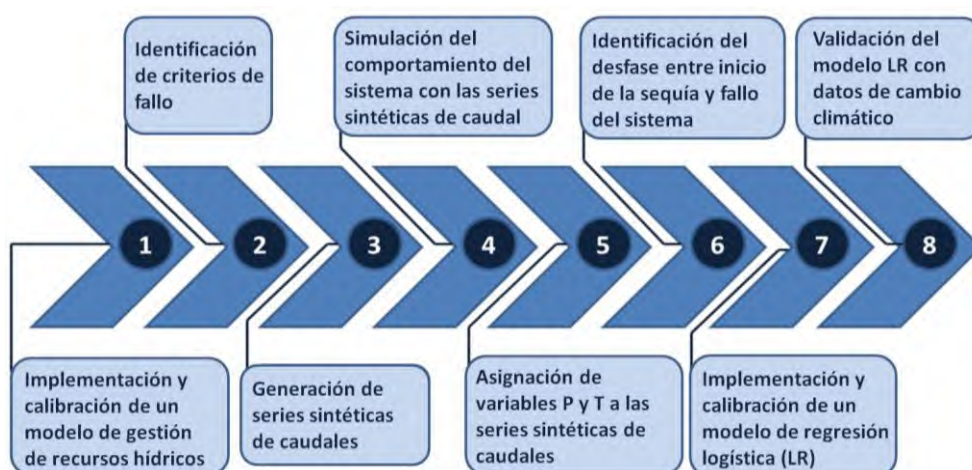 Identificación
de criterios de
fallo
Simulación del
comportamiento del
sistema con las series
sintéticas de caudal
Identificación del
desfase entre inicio
de la sequía y fallo
del sistema
Validación del
modelo LR con
datos de cambio
climático
1
2
3
4
5
6
7
8
Implementación y
calibración de un
modelo de gestión
de recursos hídricos
Generación de
series sintéticas
de caudales
Asignación de
variables P y T a las
series sintéticas de
caudales
Implementación y
calibración de un
modelo de regresión
logística (LR)